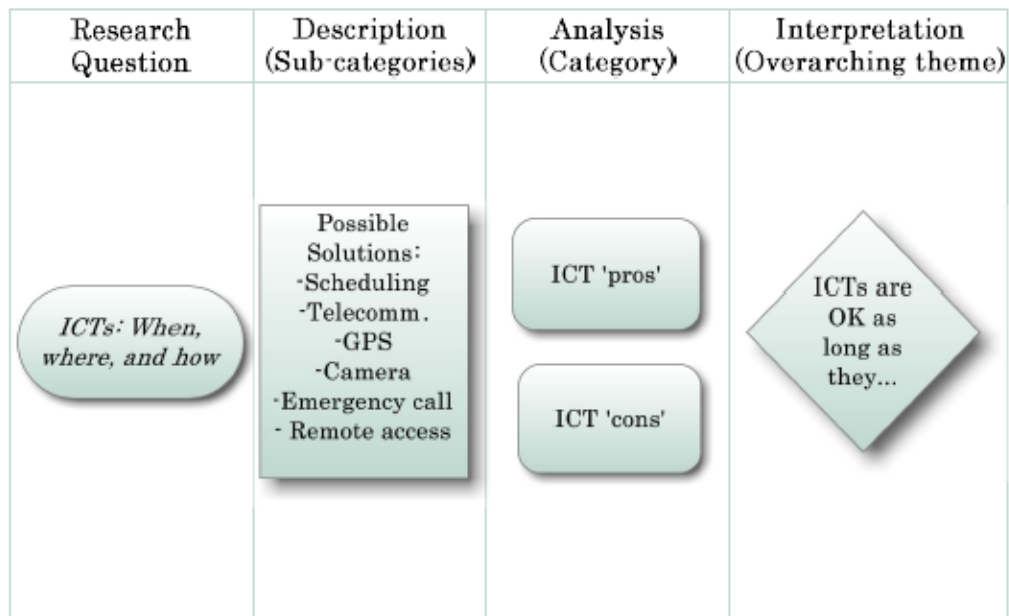 Research
Question
Description
(Sub-categories)
Analysis
(Category)
Interpretation
(Overarching theme)
ICTs: When,
where, and how
Possible
Solutions:
-Scheduling
-Telecomm.
-GPS
-Camera
-Emergency call
- Remote access
ICT 'pros'
ICT 'cons'
ICTs are
OK as
long as
they...